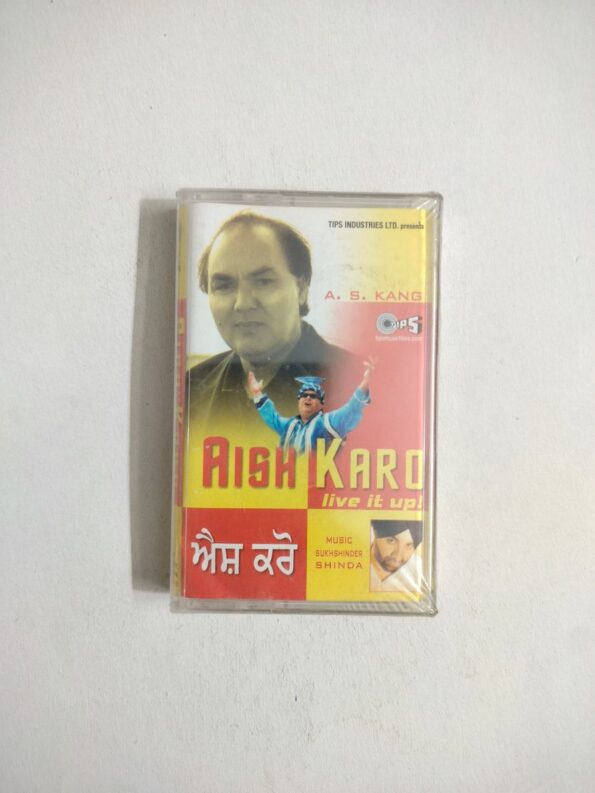 TIPS INDUSTRIES LTD. presents
A. S. KANG
TIPS
AISH KARO
live it up!
ਐਸ਼ ਕਰੋ
MUSIC
SUKHSHINDER
SHINDA